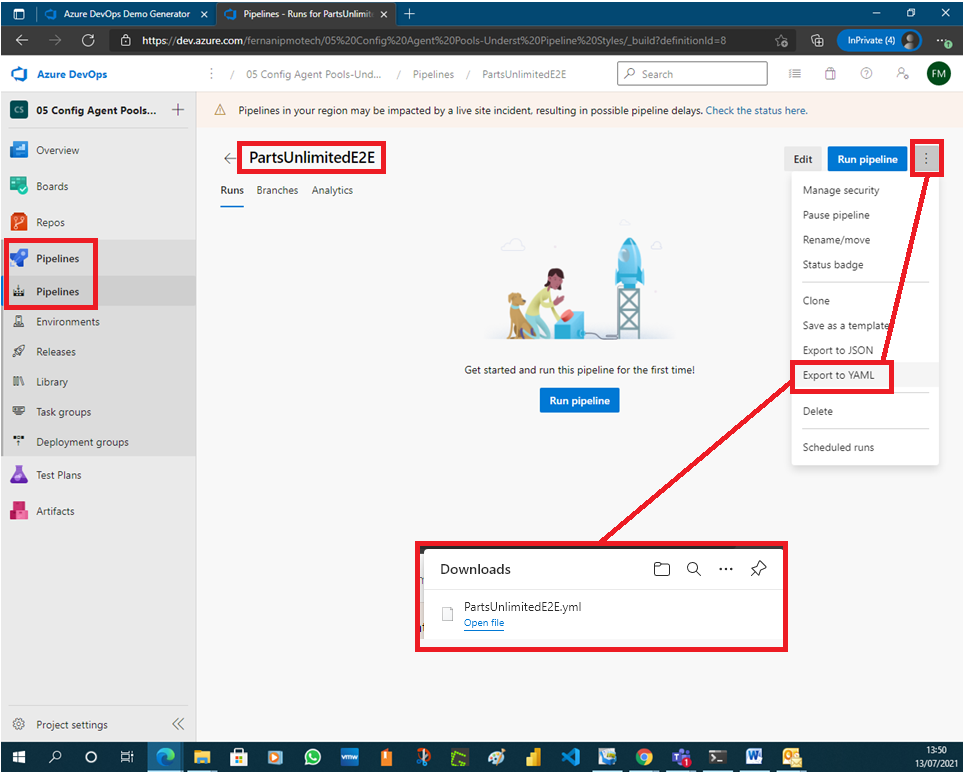 Azure DevOps Demo Generator
Pipelines - Runs for PartsUnlimit
https://dev.azure.com/fernanipmotech/05%20Config%20Agent%20Pools-Underst%20Pipeline%20Styles/_build?definitionId=8
InPrivate (4)
Azure DevOps
/ 05 Config Agent Pools-Und... / Pipelines / PartsUnlimitedE2E
Search
FM
CS 05 Config Agent Pools...
Pipelines in your region may be impacted by a live site incident, resulting in possible pipeline delays. Check the status here.
Overview
Boards
Repos
Pipelines
Pipelines
Environments
Releases
Library
Task groups
Deployment groups
Test Plans
Artifacts
Project settings
PartsUnlimitedE2E
Edit
Run pipeline
Runs
Branches
Analytics
Manage security
Pause pipeline
Rename/move
Status badge
Clone
Save as a template
Export to JSON
Export to YAML
Delete
Scheduled runs
Get started and run this pipeline for the first time!
Run pipeline
Downloads
PartsUnlimitedE2E.yml
Open file
vmw
13:50
13/07/2021